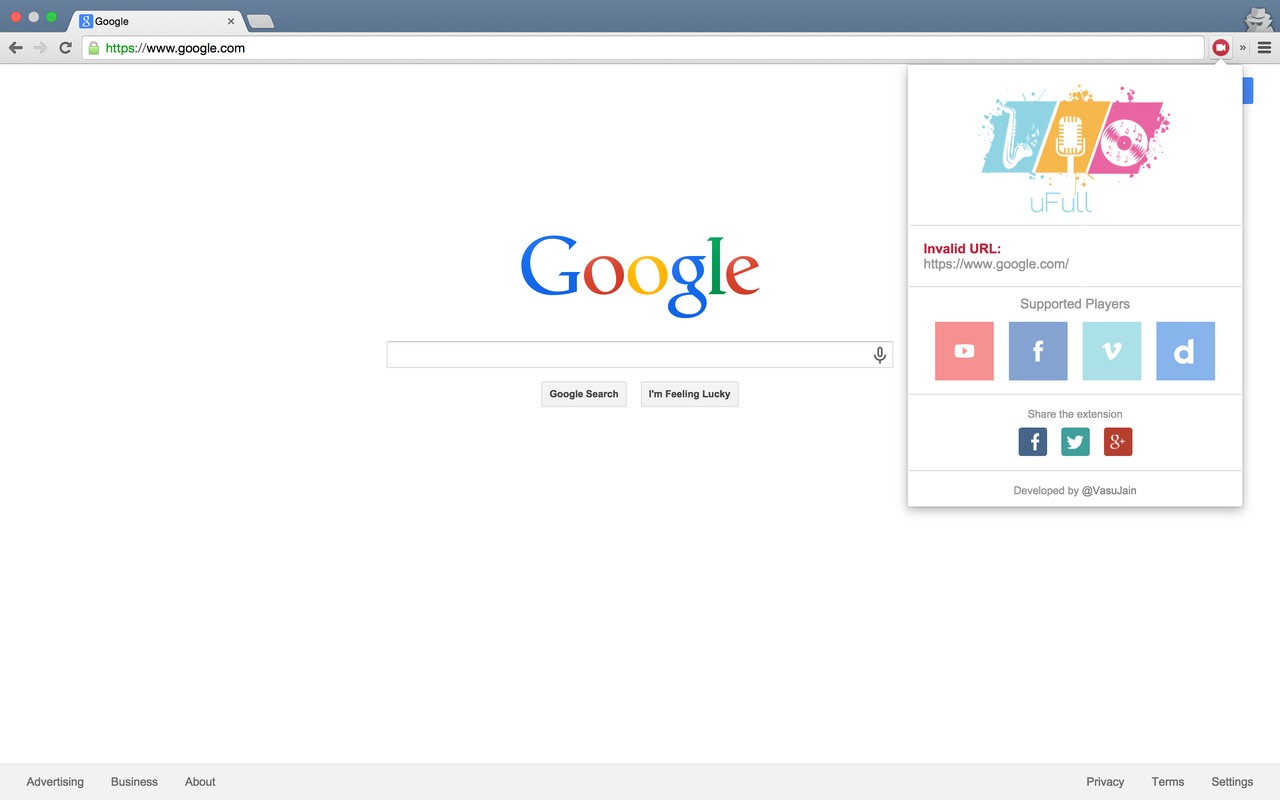 Google
https://www.google.com
»
uFull
Invalid URL:
https://www.google.com/
Supported Players
Share the extension
Developed by @VasuJain
Google
Google Search
I'm Feeling Lucky
Advertising
Business
About
Privacy
Terms
Settings